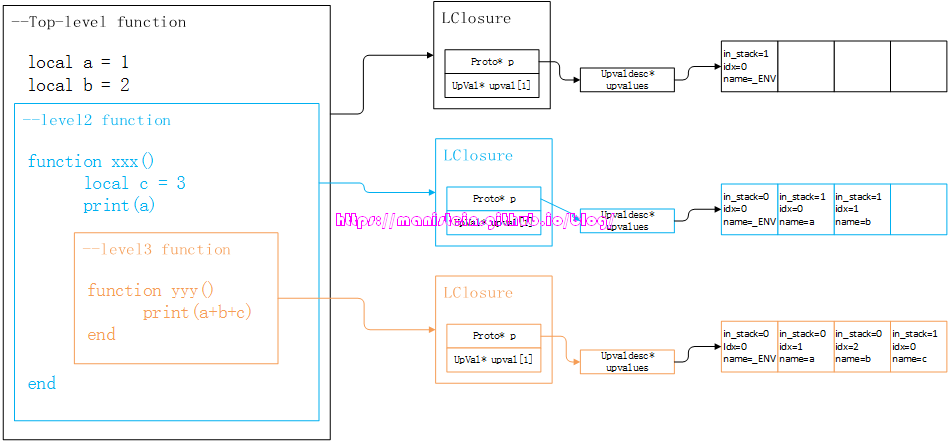 --Top-level function
local a = 1
local b = 2
--level2 function
function xxx()
local c = 3
print(a)
--level3 function
function yyy()
print(a+b+c)
end
end
LClosure
Proto* p
UpVal* upval[1]
Upvaldesc*
upvalues
in_stack=1
idx=0
name=_ENV
LClosure
Proto* p
UpVal* upval[1]
https://manistein.github.io/blog/
Upvaldesc*
upvalues
in_stack=0
idx=0
name=_ENV
in_stack=1
idx=0
name=a
in_stack=1
idx=1
name=b
LClosure
Proto* p
UpVal* upval[1]
Upvaldesc*
upvalues
in_stack=0
Idx=0
name=_ENV
in_stack=0
idx=1
name=a
in_stack=0
idx=2
name=b
in_stack=1
idx=0
name=c